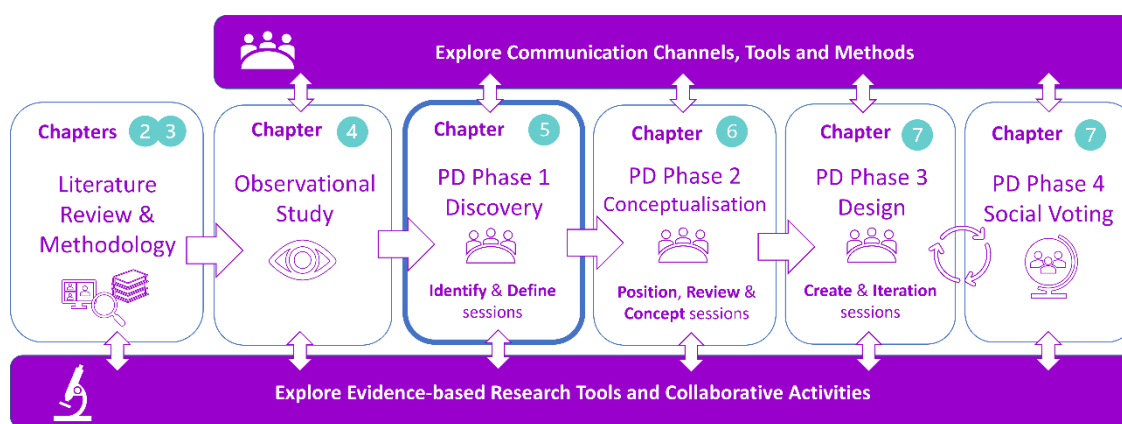 Explore Communication Channels, Tools and Methods
Chapters 2 3
Literature
Review &
Methodology
Chapter 4
Observational
Study
Chapter 5
PD Phase 1
Discovery
Identify & Define
sessions
Chapter 6
PD Phase 2
Conceptualisation
Position, Review &
Concept sessions
Chapter 7
PD Phase 3
Design
Create & Iteration
sessions
Chapter 7
PD Phase 4
Social Voting
Explore Evidence-based Research Tools and Collaborative Activities